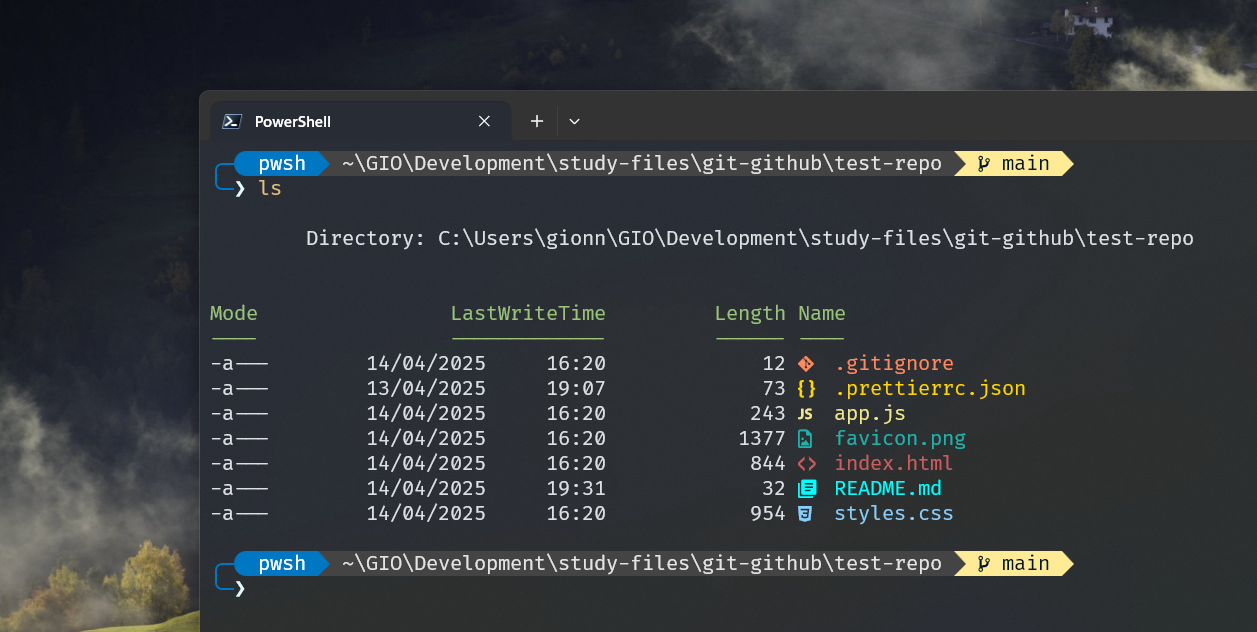 PowerShell
pwsh ~\GIO\Development\study-files\git-github\test-repo main
❯ ls
Directory: C:\Users\gionn\GIO\Development\study-files\git-github\test-repo
Mode LastWriteTime Length Name
---- ------------- ------ ----
-a--- 14/04/2025 16:20 12 .gitignore
-a--- 13/04/2025 19:07 73 {} .prettierrc.json
-a--- 14/04/2025 16:20 243 JS app.js
-a--- 14/04/2025 16:20 1377 favicon.png
-a--- 14/04/2025 16:20 844 <> index.html
-a--- 14/04/2025 19:31 32 README.md
-a--- 14/04/2025 16:20 954 styles.css
pwsh ~\GIO\Development\study-files\git-github\test-repo main
❯